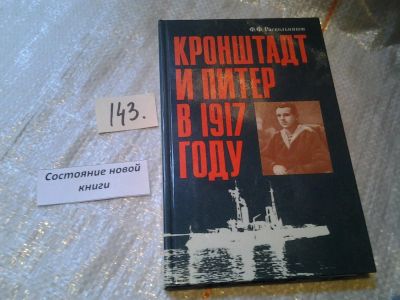 Ф.Ф. Раскольников
КРОНШТАДТ
И ПИТЕР
В 1917
ГОДУ
143.
Состояние новой
книги